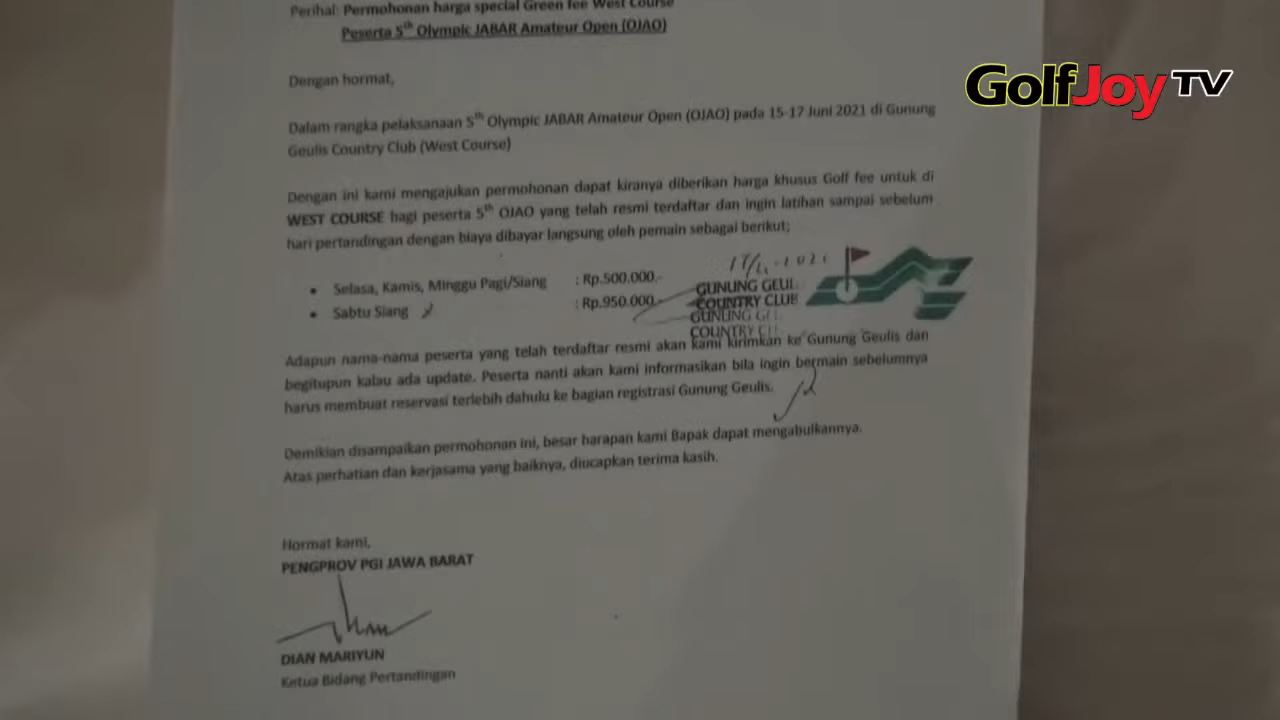 Perihal: Permohonan harga special Green fee West Course
Peserta 5th Olympic JABAR Amateur Open (OJAO)
GolfJoy TV
Dengan hormat,
Dalam rangka pelaksanaan 5th Olympic JABAR Amateur Open (OJAO) pada 15-17 Juni 2021 di Gunung
Geulis Country Club (West Course)
Dengan ini kami mengajukan permohonan dapat kiranya diberikan harga khusus Golf fee untuk di
WEST COURSE bagi peserta 5th OJAO yang telah resmi terdaftar dan ingin latihan sampai sebelum
hari pertandingan dengan biaya dibayar langsung oleh pemain sebagai berikut;
• Selasa, Kamis, Minggu Pagi/Siang : Rp.500.000.-
• Sabtu Siang : Rp.950.000.-
GUNUNG GEUL
COUNTRY CLUB
GUNUNG GE
COUNTRY CL
Adapun nama-nama peserta yang telah terdaftar resmi akan kami kirimkan ke Gunung Geulis dan
begitupun kalau ada update. Peserta nanti akan kami informasikan bila ingin bermain sebelumnya
harus membuat reservasi terlebih dahulu ke bagian registrasi Gunung Geulis.
Demikian disampaikan permohonan ini, besar harapan kami Bapak dapat mengabulkannya.
Atas perhatian dan kerjasama yang baiknya, diucapkan terima kasih.
Hormat kami,
PENGPROV PGI JAWA BARAT
DIAN MARIYUN
Ketua Bidang Pertandingan